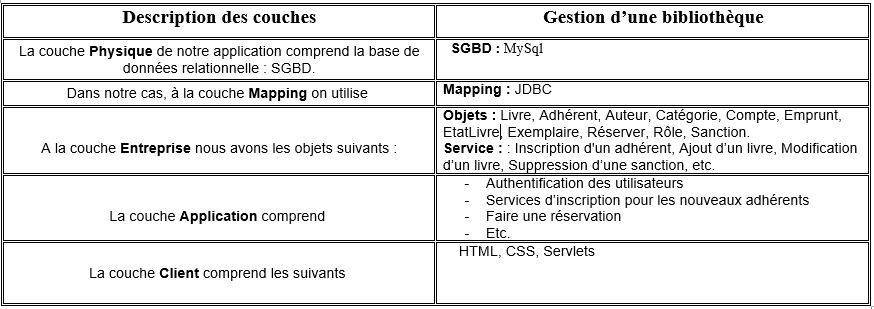 Description des couches
Gestion d’une bibliothèque
La couche Physique de notre application comprend la base de
données relationnelle : SGBD.
SGBD : MySql
Dans notre cas, à la couche Mapping on utilise
Mapping : JDBC
A la couche Entreprise nous avons les objets suivants :
Objets : Livre, Adhérent, Auteur, Catégorie, Compte, Emprunt,
EtatLivre, Exemplaire, Réserver, Rôle, Sanction.
Service : : Inscription d'un adhérent, Ajout d’un livre, Modification
d’un livre, Suppression d’une sanction, etc.
La couche Application comprend
- Authentification des utilisateurs
- Services d’inscription pour les nouveaux adhérents
- Faire une réservation
- Etc.
La couche Client comprend les suivants
HTML, CSS, Servlets